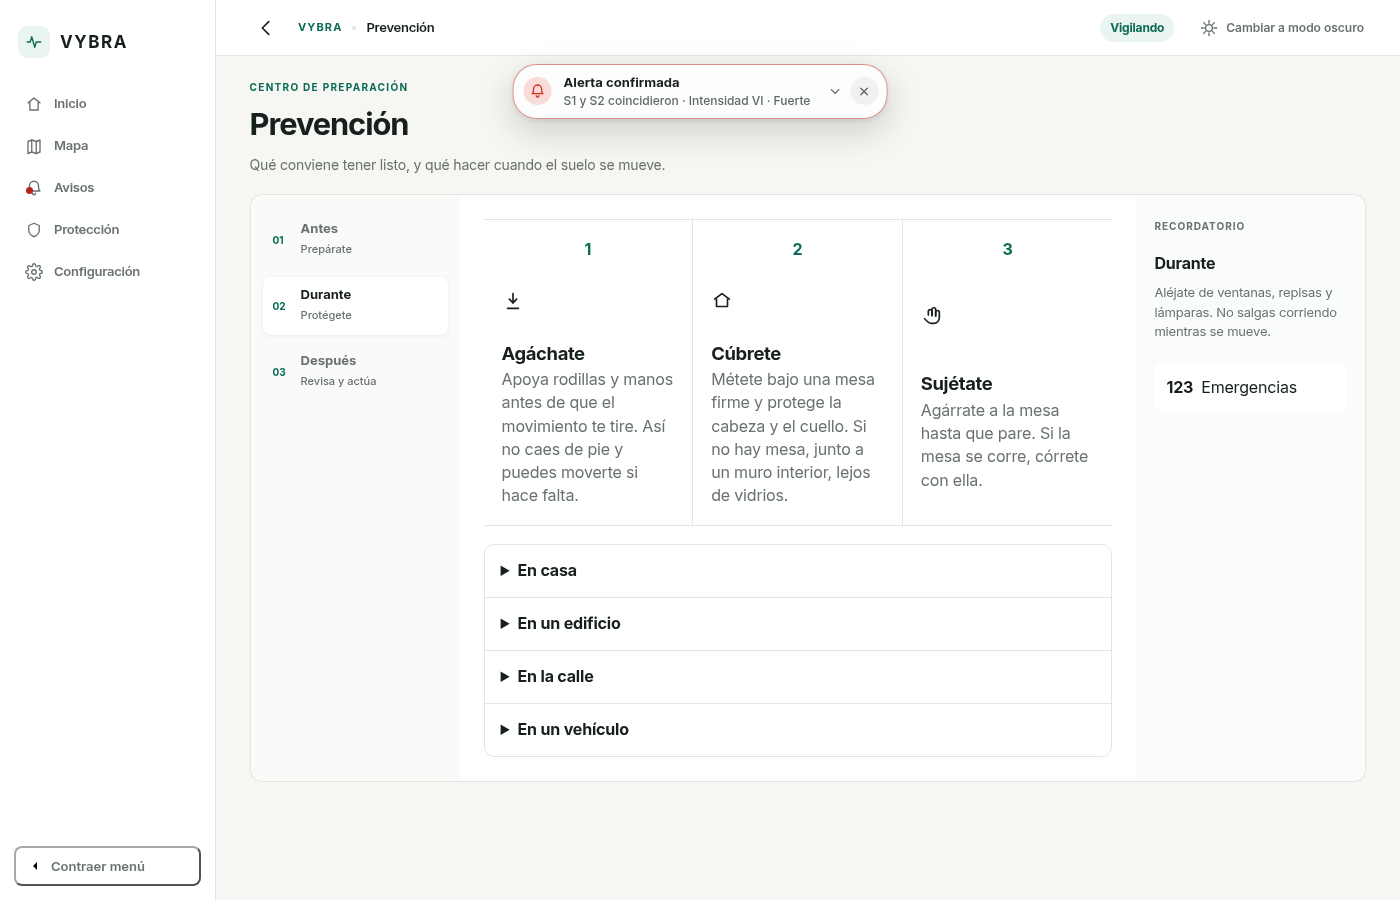 VYBRA
Inicio
Mapa
Avisos
Protección
Configuración
Contraer menú
VYBRA
Prevención
Vigilando
Cambiar a modo oscuro
Alerta confirmada
S1 y S2 coincidieron · Intensidad VI · Fuerte
CENTRO DE PREPARACIÓN
Prevención
Qué conviene tener listo, y qué hacer cuando el suelo se mueve.
01
Antes
Prepárate
02
Durante
Protégete
03
Después
Revisa y actúa
1
Agáchate
Apoya rodillas y manos
antes de que el
movimiento te tire. Así
no caes de pie y
puedes moverte si
hace falta.
2
Cúbrete
Métete bajo una mesa
firme y protege la
cabeza y el cuello. Si
no hay mesa, junto a
un muro interior, lejos
de vidrios.
3
Sujétate
Agárrate a la mesa
hasta que pare. Si la
mesa se corre, córrete
con ella.
En casa
En un edificio
En la calle
En un vehículo
RECORDATORIO
Durante
Aléjate de ventanas, repisas y
lámparas. No salgas corriendo
mientras se mueve.
123 Emergencias